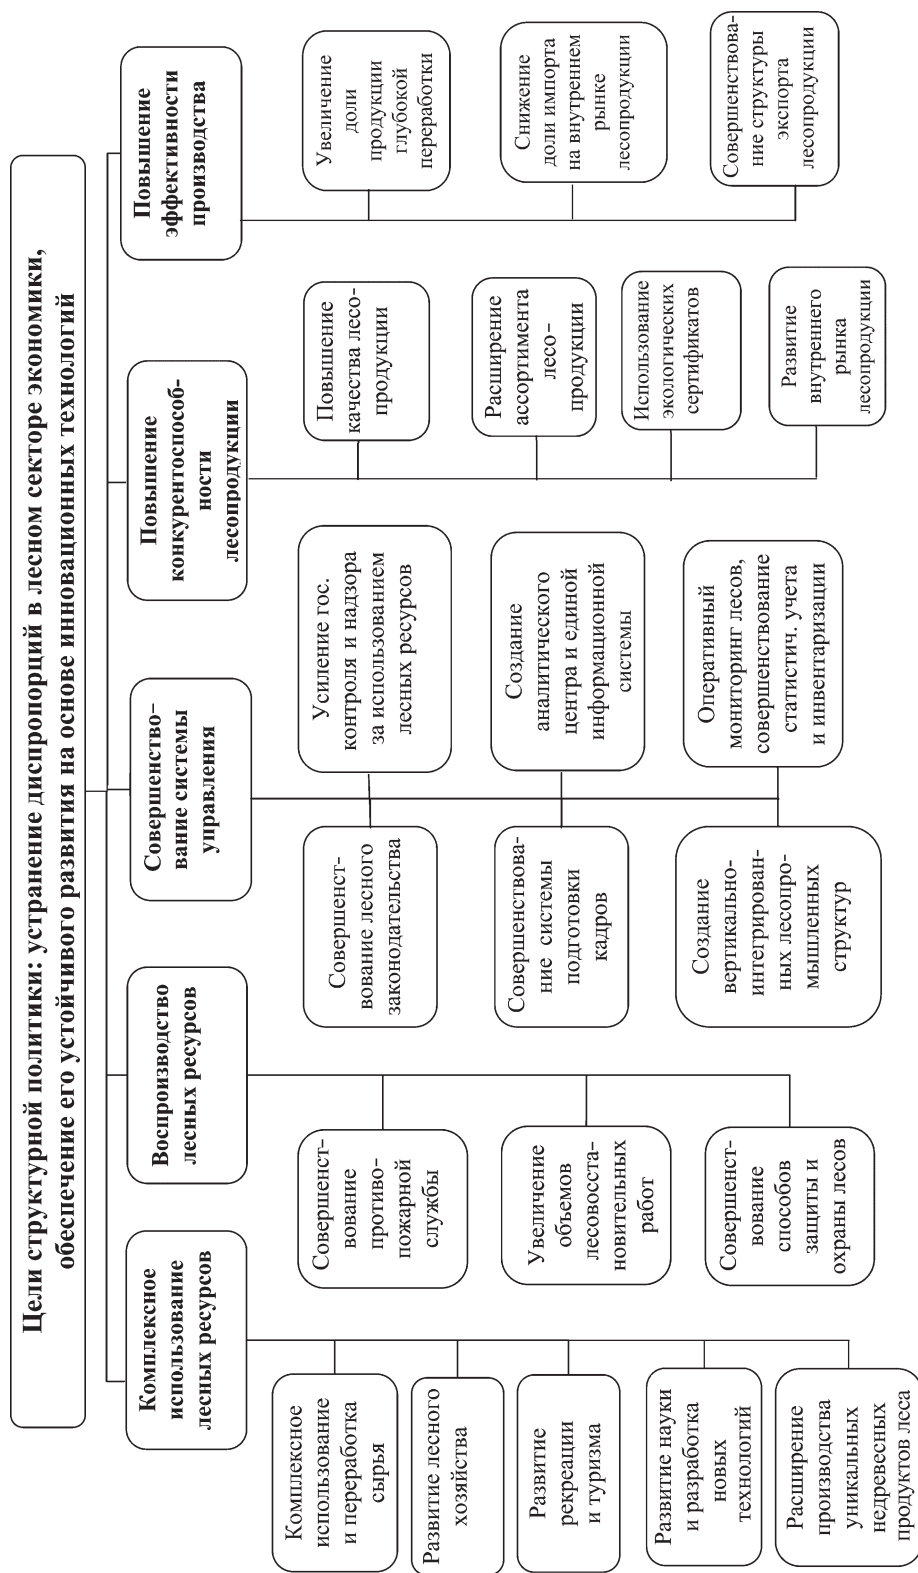 Цели структурной политики: устранение диспропорций в лесном секторе экономики,
обеспечение его устойчивого развития на основе инновационных технологий
Комплексное
использование
лесных ресурсов
Комплексное
использование
и переработка
сырья
Развитие лесного
хозяйства
Развитие
рекреации
и туризма
Развитие науки
и разработка
новых
технологий
Расширение
производства
уникальных
недревесных
продуктов леса
Воспроизводство
лесных ресурсов
Совершенст-
вование
противо-
пожарной
службы
Увеличение
объемов
лесовосста-
новительных
работ
Совершенст-
вование
способов
защиты и
охраны лесов
Совершенство-
вание системы
управления
Совершенст-
вование лесного
законодательства
Совершенствова-
ние системы
подготовки
кадров
Создание
вертикально-
интегрирован-
ных лесопро-
мышленных
структур
Усиление гос.
контроля и надзора
за использованием
лесных ресурсов
Создание
аналитического
центра и единой
информационной
системы
Оперативный
мониторинг лесов,
совершенствование
статистич. учета
и инвентаризации
Повышение
конкурентоспособ-
ности
лесопродукции
Повышение
качества лесо-
продукции
Расширение
ассортимента
лесо-
продукции
Использование
экологических
сертификатов
Развитие
внутреннего
рынка
лесопродукции
Повышение
эффективности
производства
Увеличение
доли
продукции
глубокой
переработки
Снижение
доли импорта
на внутреннем
рынке
лесопродукции
Совершенствова-
ние структуры
экспорта
лесопродукции